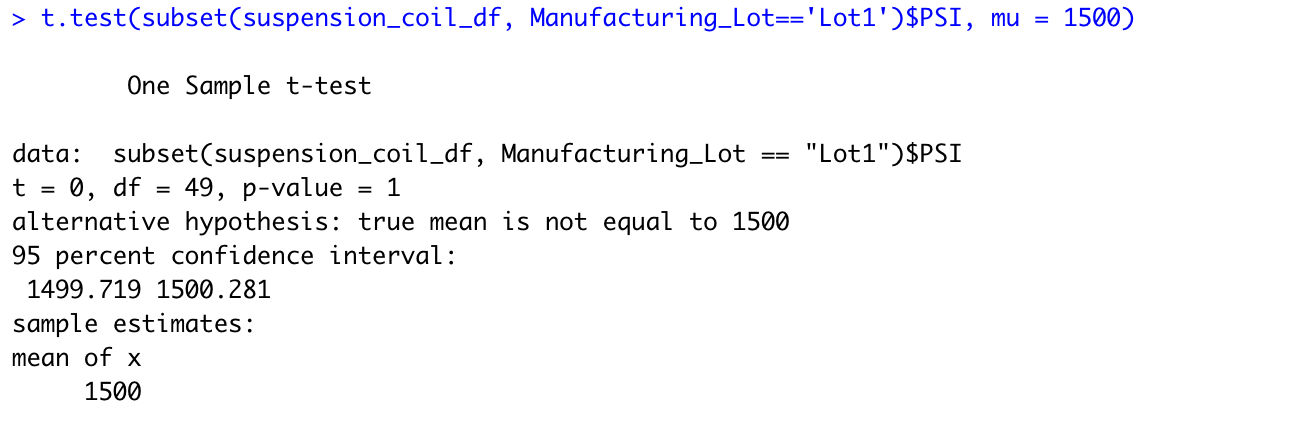 > t.test(subset(suspension_coil_df, Manufacturing_Lot=='Lot1')$PSI, mu = 1500)
One Sample t-test
data:  subset(suspension_coil_df, Manufacturing_Lot == "Lot1")$PSI
t = 0, df = 49, p-value = 1
alternative hypothesis: true mean is not equal to 1500
95 percent confidence interval:
1499.719 1500.281
sample estimates:
mean of x
1500